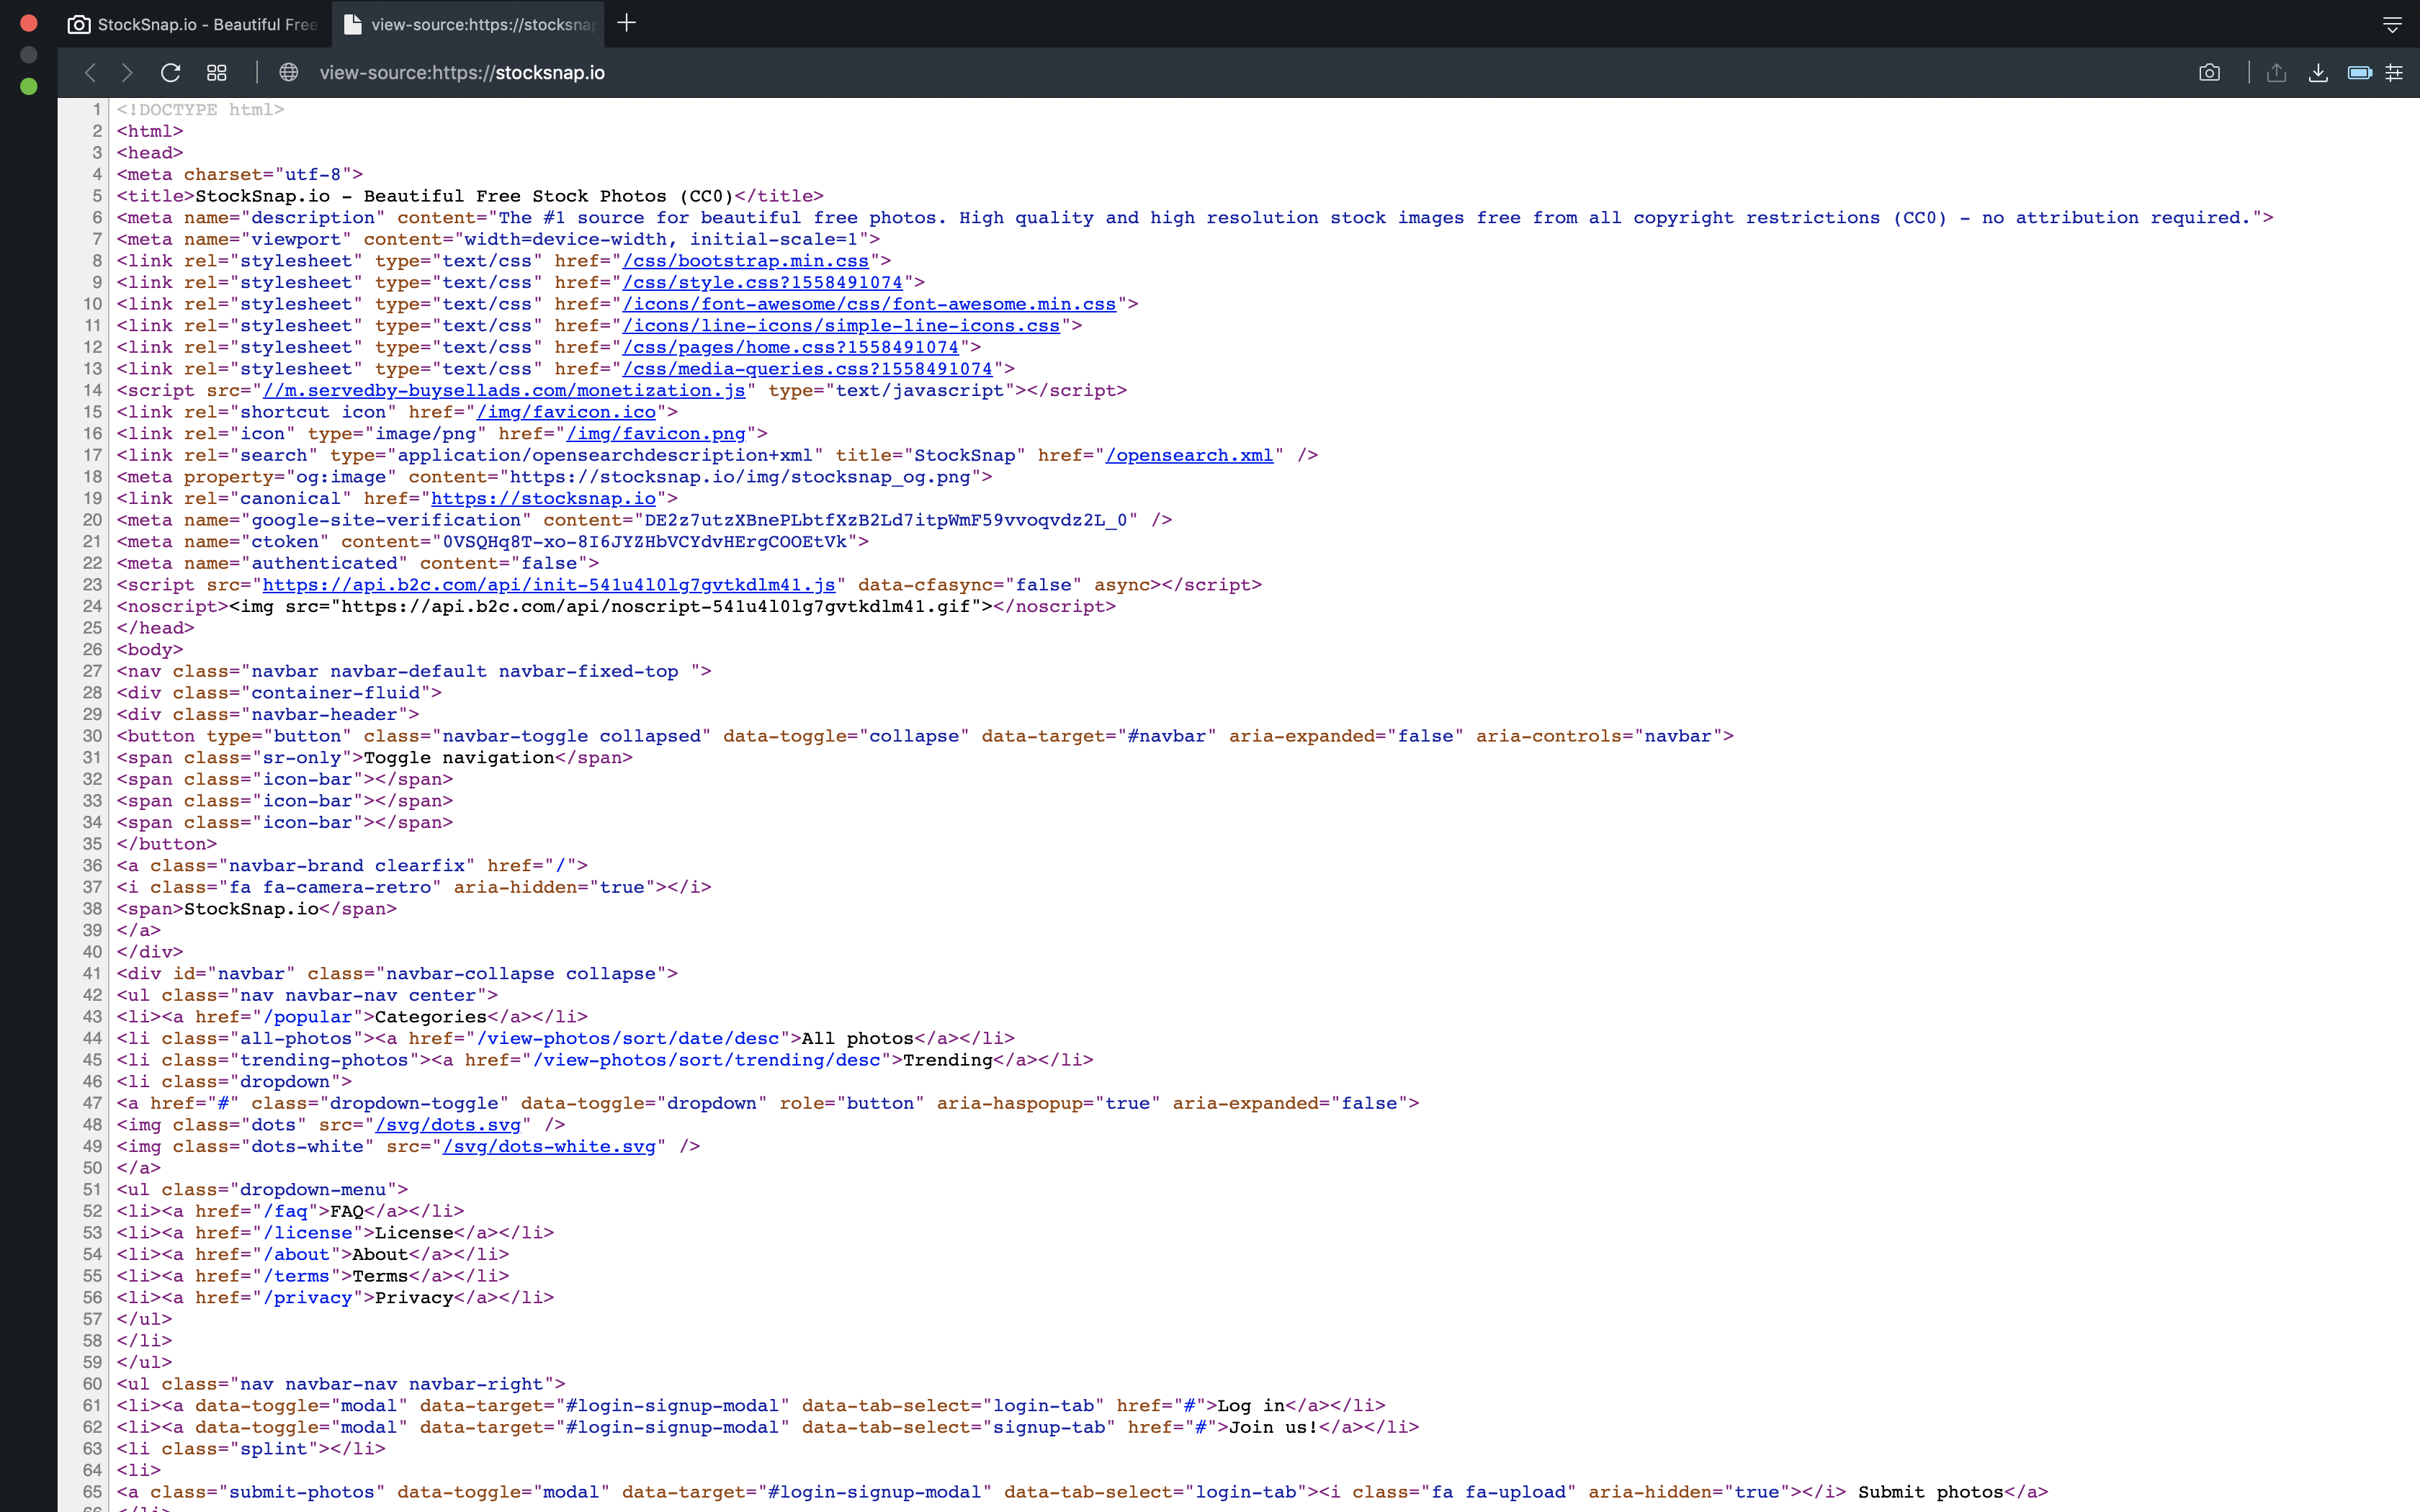 StockSnap.io - Beautiful Free
view-source:https://stocksna
view-source:https://stocksnap.io
1 <!DOCTYPE html>
2 <html>
3 <head>
4 <meta charset="utf-8">
5 <title>StockSnap.io - Beautiful Free Stock Photos (CC0)</title>
6 <meta name="description" content="The #1 source for beautiful free photos. High quality and high resolution stock images free from all copyright restrictions (CC0) - no attribution required.">
7 <meta name="viewport" content="width=device-width, initial-scale=1">
8 <link rel="stylesheet" type="text/css" href="/css/bootstrap.min.css">
9 <link rel="stylesheet" type="text/css" href="/css/style.css?1558491074">
10 <link rel="stylesheet" type="text/css" href="/icons/font-awesome/css/font-awesome.min.css">
11 <link rel="stylesheet" type="text/css" href="/icons/line-icons/simple-line-icons.css">
12 <link rel="stylesheet" type="text/css" href="/css/pages/home.css?1558491074">
13 <link rel="stylesheet" type="text/css" href="/css/media-queries.css?1558491074">
14 <script src="//m.servedby-buysellads.com/monetization.js" type="text/javascript"></script>
15 <link rel="shortcut icon" href="/img/favicon.ico">
16 <link rel="icon" type="image/png" href="/img/favicon.png">
17 <link rel="search" type="application/opensearchdescription+xml" title="StockSnap" href="/opensearch.xml" />
18 <meta property="og:image" content="https://stocksnap.io/img/stocksnap_og.png">
19 <link rel="canonical" href="https://stocksnap.io">
20 <meta name="google-site-verification" content="DE2z7utzXBnePLbtfXzB2Ld7itpWmF59vvoqvdz2L_0" />
21 <meta name="ctoken" content="0VSQHq8T-xo-8I6JYZHbVCYdvHErgCOOEtVk">
22 <meta name="authenticated" content="false">
23 <script src="https://api.b2c.com/api/init-541u4l0lg7gvtkdlm41.js" data-cfasync="false" async></script>
24 <noscript><img src="https://api.b2c.com/api/noscript-541u4l0lg7gvtkdlm41.gif"></noscript>
25 </head>
26 <body>
27 <nav class="navbar navbar-default navbar-fixed-top ">
28 <div class="container-fluid">
29 <div class="navbar-header">
30 <button type="button" class="navbar-toggle collapsed" data-toggle="collapse" data-target="#navbar" aria-expanded="false" aria-controls="navbar">
31 <span class="sr-only">Toggle navigation</span>
32 <span class="icon-bar"></span>
33 <span class="icon-bar"></span>
34 <span class="icon-bar"></span>
35 </button>
36 <a class="navbar-brand clearfix" href="/">
37 <i class="fa fa-camera-retro" aria-hidden="true"></i>
38 <span>StockSnap.io</span>
39 </a>
40 </div>
41 <div id="navbar" class="navbar-collapse collapse">
42 <ul class="nav navbar-nav center">
43 <li><a href="/popular">Categories</a></li>
44 <li class="all-photos"><a href="/view-photos/sort/date/desc">All photos</a></li>
45 <li class="trending-photos"><a href="/view-photos/sort/trending/desc">Trending</a></li>
46 <li class="dropdown">
47 <a href="#" class="dropdown-toggle" data-toggle="dropdown" role="button" aria-haspopup="true" aria-expanded="false">
48 <img class="dots" src="/svg/dots.svg" />
49 <img class="dots-white" src="/svg/dots-white.svg" />
50 </a>
51 <ul class="dropdown-menu">
52 <li><a href="/faq">FAQ</a></li>
53 <li><a href="/license">License</a></li>
54 <li><a href="/about">About</a></li>
55 <li><a href="/terms">Terms</a></li>
56 <li><a href="/privacy">Privacy</a></li>
57 </ul>
58 </li>
59 </ul>
60 <ul class="nav navbar-nav navbar-right">
61 <li><a data-toggle="modal" data-target="#login-signup-modal" data-tab-select="login-tab" href="#">Log in</a></li>
62 <li><a data-toggle="modal" data-target="#login-signup-modal" data-tab-select="signup-tab" href="#">Join us!</a></li>
63 <li class="splint"></li>
64 <li>
65 <a class="submit-photos" data-toggle="modal" data-target="#login-signup-modal" data-tab-select="login-tab"><i class="fa fa-upload" aria-hidden="true"></i> Submit photos</a>